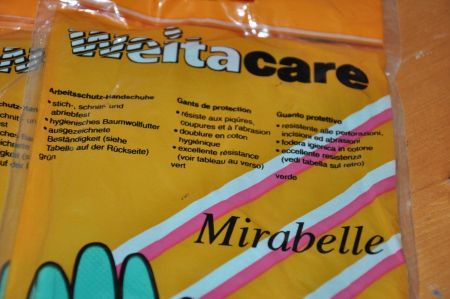 weitacare
Arbeitsschutz-Handschuhe
• stich-, schnitt- und
abriebfest
• hygienisches Baumwollfutter
• ausgezeichnete
Beständigkeit (siehe
Tabelle auf der Rückseite)
grün
Gants de protection
• résiste aux piqûres,
coupures et à l'abrasion
• doublure en coton
hygiénique
• excellente résistance
(voir tableau au verso)
vert
Guanto protettivo
• resistente alle perforazioni,
incisioni ed abrasioni
• fodera igienica in cotone
• eccellente resistenza
(vedi tabella sul retro)
verde
Mirabelle